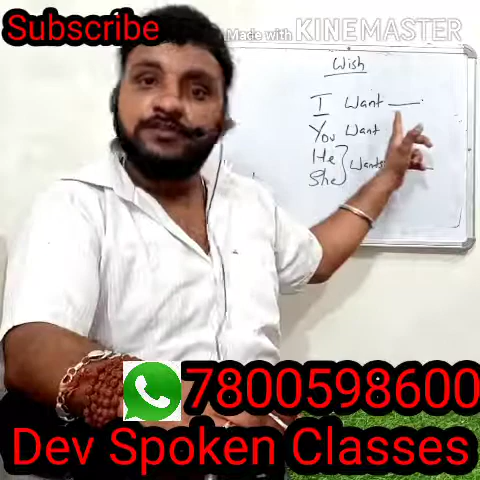 Subscribe
Made with KINEMASTER
Wish
I Want
You Want
He
She } Wants
7800598600
Dev Spoken Classes